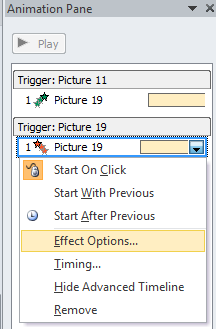 Animation Pane
Play
Trigger: Picture 11
1 Picture 19
Trigger: Picture 19
1 Picture 19
Start On Click
Start With Previous
Start After Previous
Effect Options...
Timing...
Hide Advanced Timeline
Remove